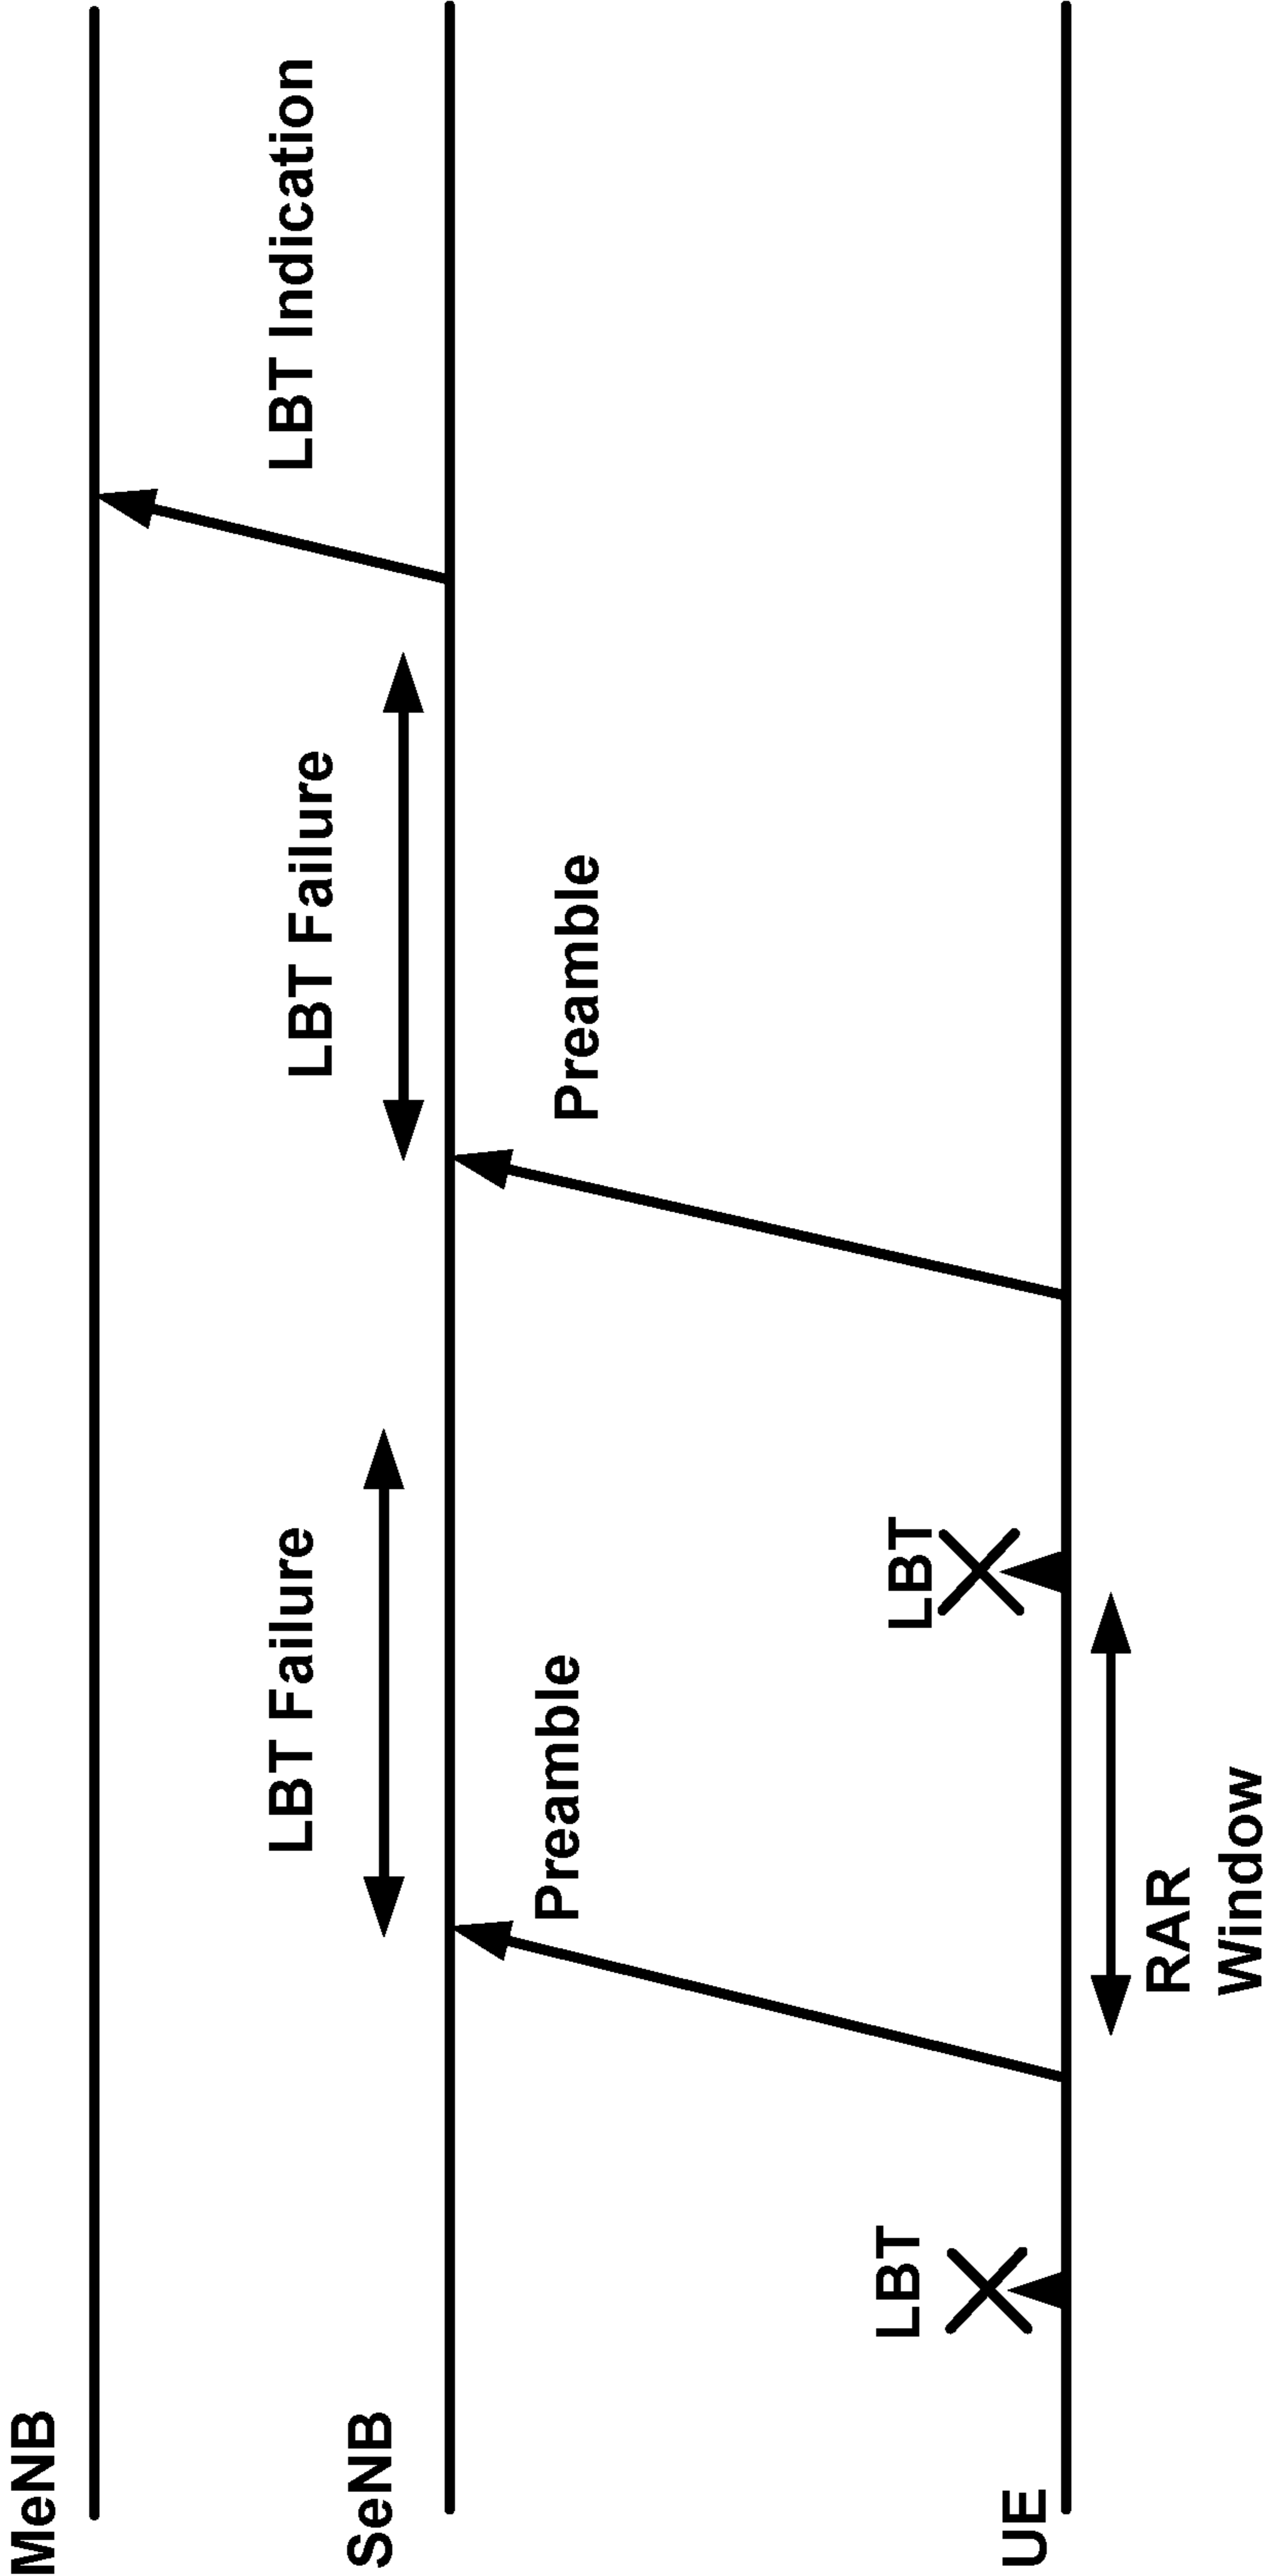 MeNB
LBT Indication
LBT Failure
LBT Failure
SeNB
Preamble
Preamble
LBT
LBT
UE
RAR
Window